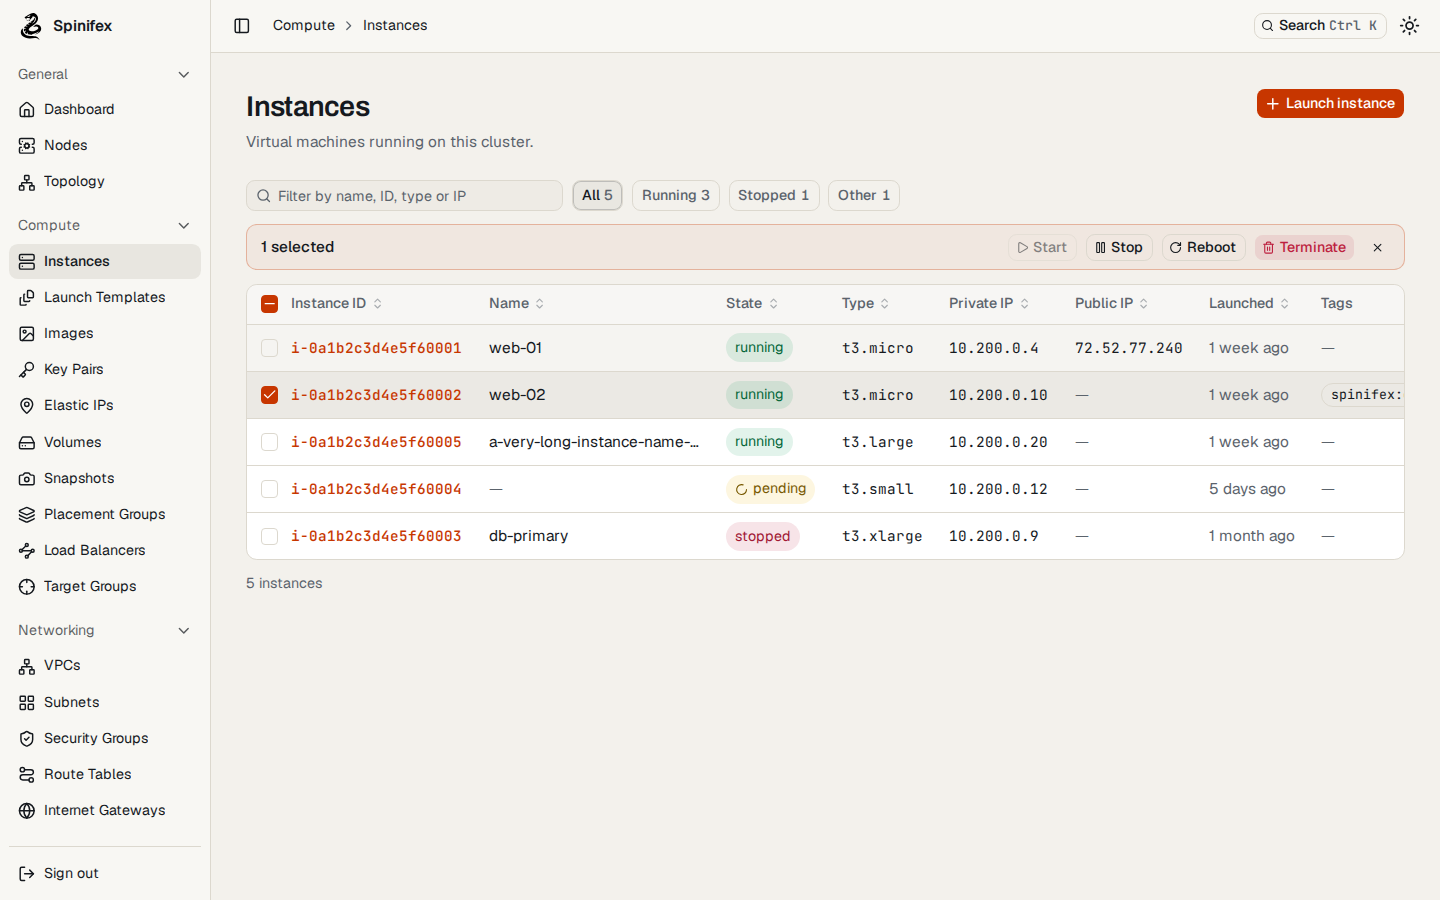 Spinifex
General
Dashboard
Nodes
Topology
Compute
Instances
Launch Templates
Images
Key Pairs
Elastic IPs
Volumes
Snapshots
Placement Groups
Load Balancers
Target Groups
Networking
VPCs
Subnets
Security Groups
Route Tables
Internet Gateways
Sign out
Compute Instances
Search Ctrl K
Instances
Launch instance
Virtual machines running on this cluster.
Filter by name, ID, type or IP
All 5
Running 3
Stopped 1
Other 1
1 selected
Start
Stop
Reboot
Terminate
Instance ID Name State Type Private IP Public IP Launched Tags
i-0a1b2c3d4e5f60001 web-01 running t3.micro 10.200.0.4 72.52.77.240 1 week ago —
i-0a1b2c3d4e5f60002 web-02 running t3.micro 10.200.0.10 — 1 week ago spinifex:
i-0a1b2c3d4e5f60005 a-very-long-instance-name-… running t3.large 10.200.0.20 — 1 week ago —
i-0a1b2c3d4e5f60004 — pending t3.small 10.200.0.12 — 5 days ago —
i-0a1b2c3d4e5f60003 db-primary stopped t3.xlarge 10.200.0.9 — 1 month ago —
5 instances